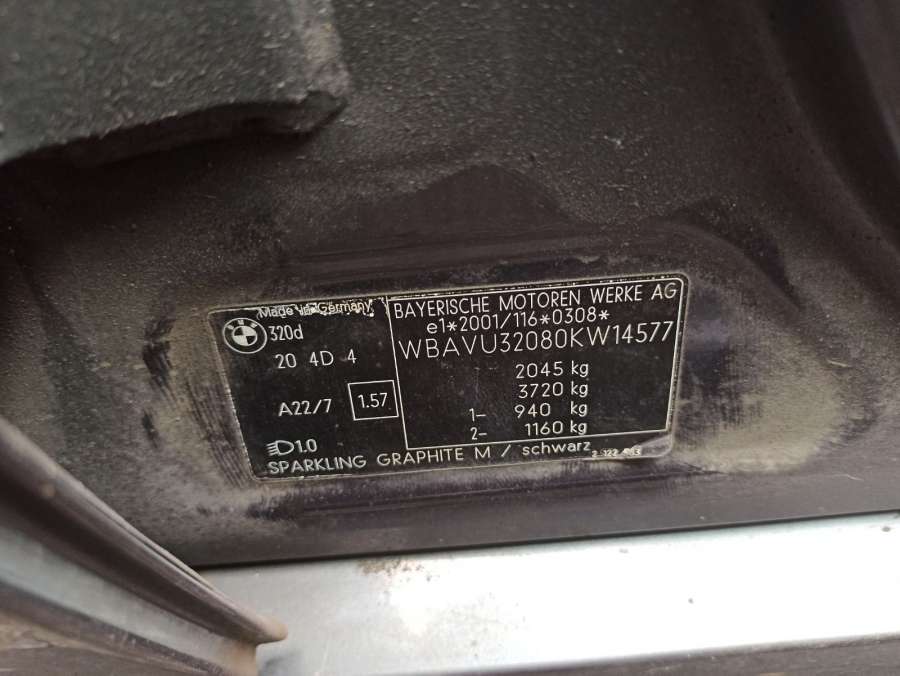 Made in Germany
320d
20 4D 4
A22/7 1.57
1.0
BAYERISCHE MOTOREN WERKE AG
e1*2001/116*0308*
WBAVU32080KW14577
2045 kg
3720 kg
1- 940 kg
2- 1160 kg
SPARKLING GRAPHITE M / schwarz